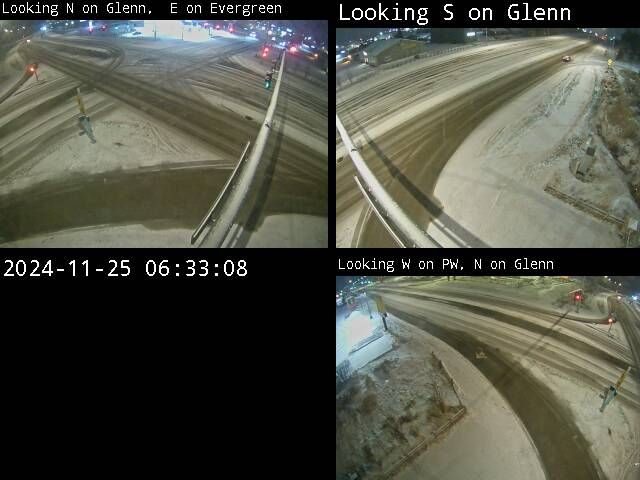 Looking N on Glenn,  E on Evergreen
Looking S on Glenn
2024-11-25 06:33:08
Looking W on PW, N on Glenn